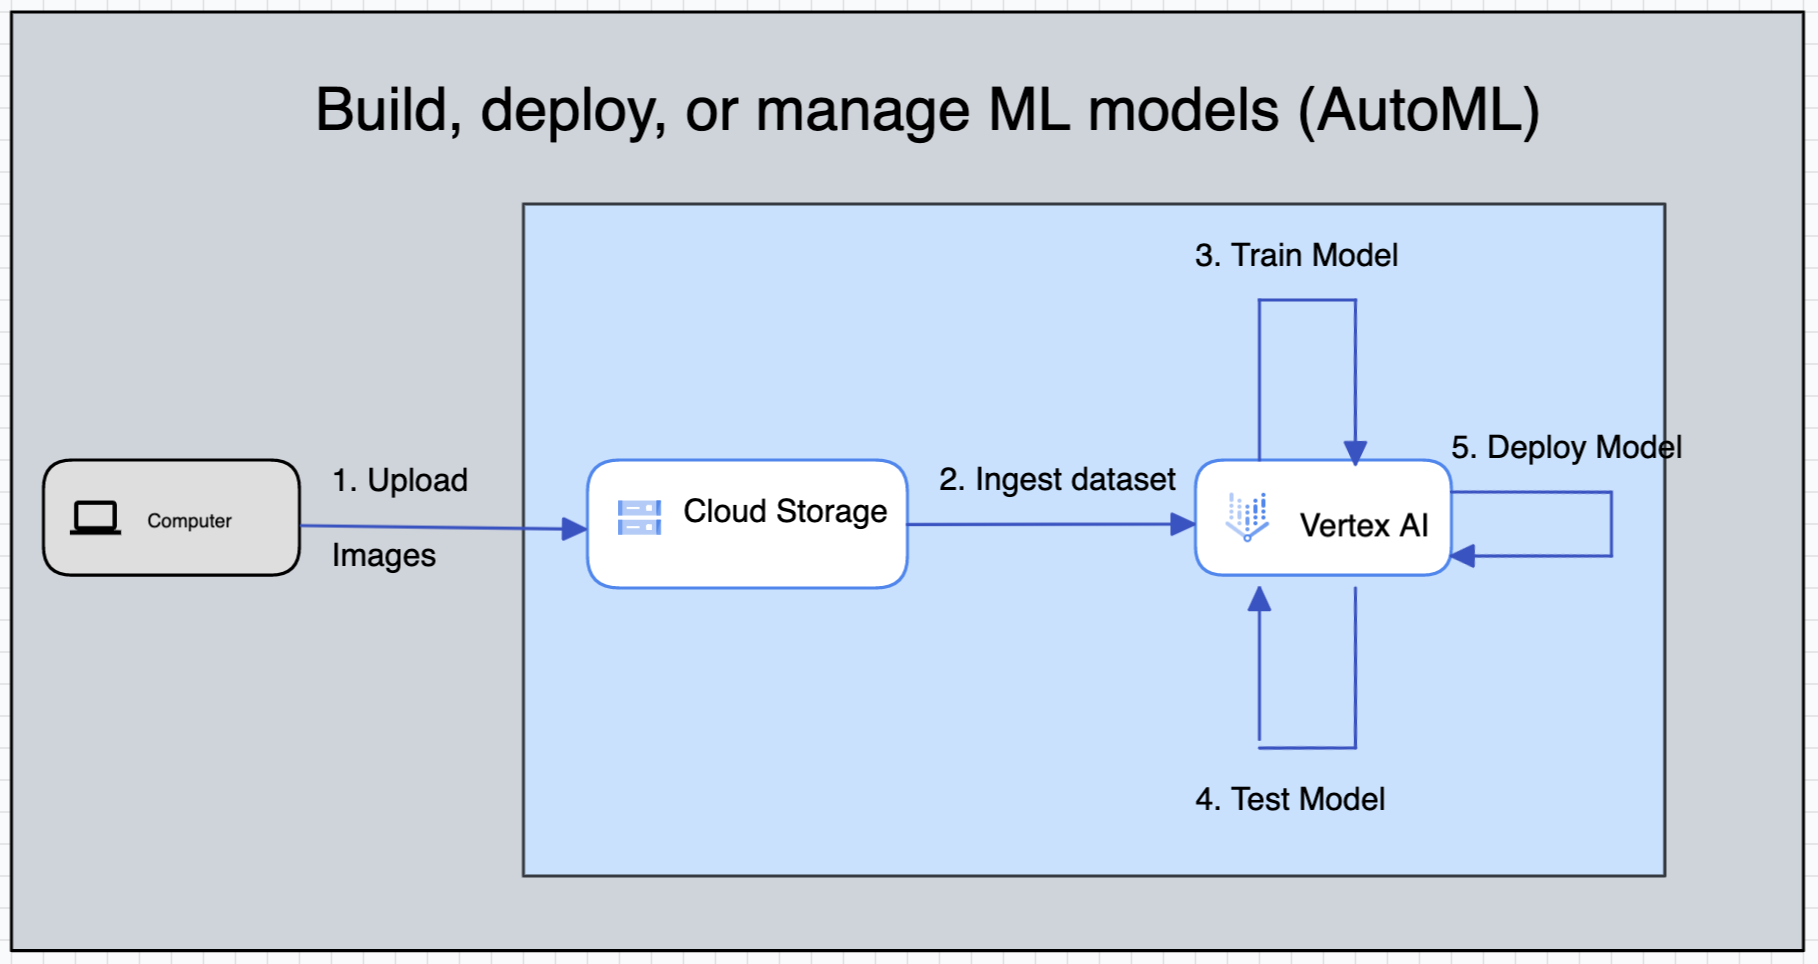 Build, deploy, or manage ML models (AutoML)
3. Train Model
5. Deploy Model
Computer
1. Upload
Images
Cloud Storage
2. Ingest dataset
Vertex AI
4. Test Model